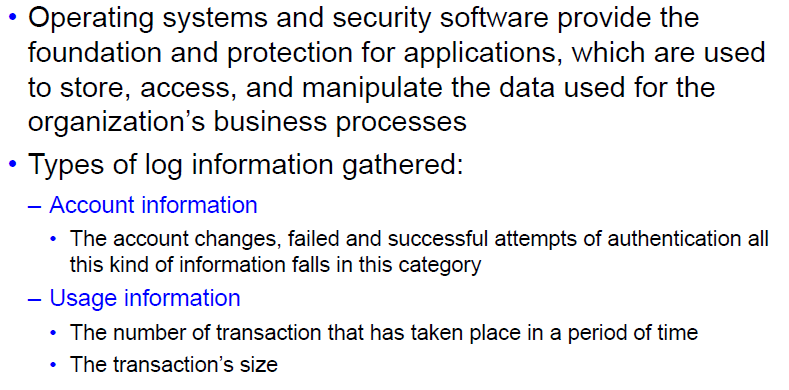 • Operating systems and security software provide the
foundation and protection for applications, which are used
to store, access, and manipulate the data used for the
organization’s business processes
• Types of log information gathered:
– Account information
• The account changes, failed and successful attempts of authentication all
this kind of information falls in this category
– Usage information
• The number of transaction that has taken place in a period of time
• The transaction’s size